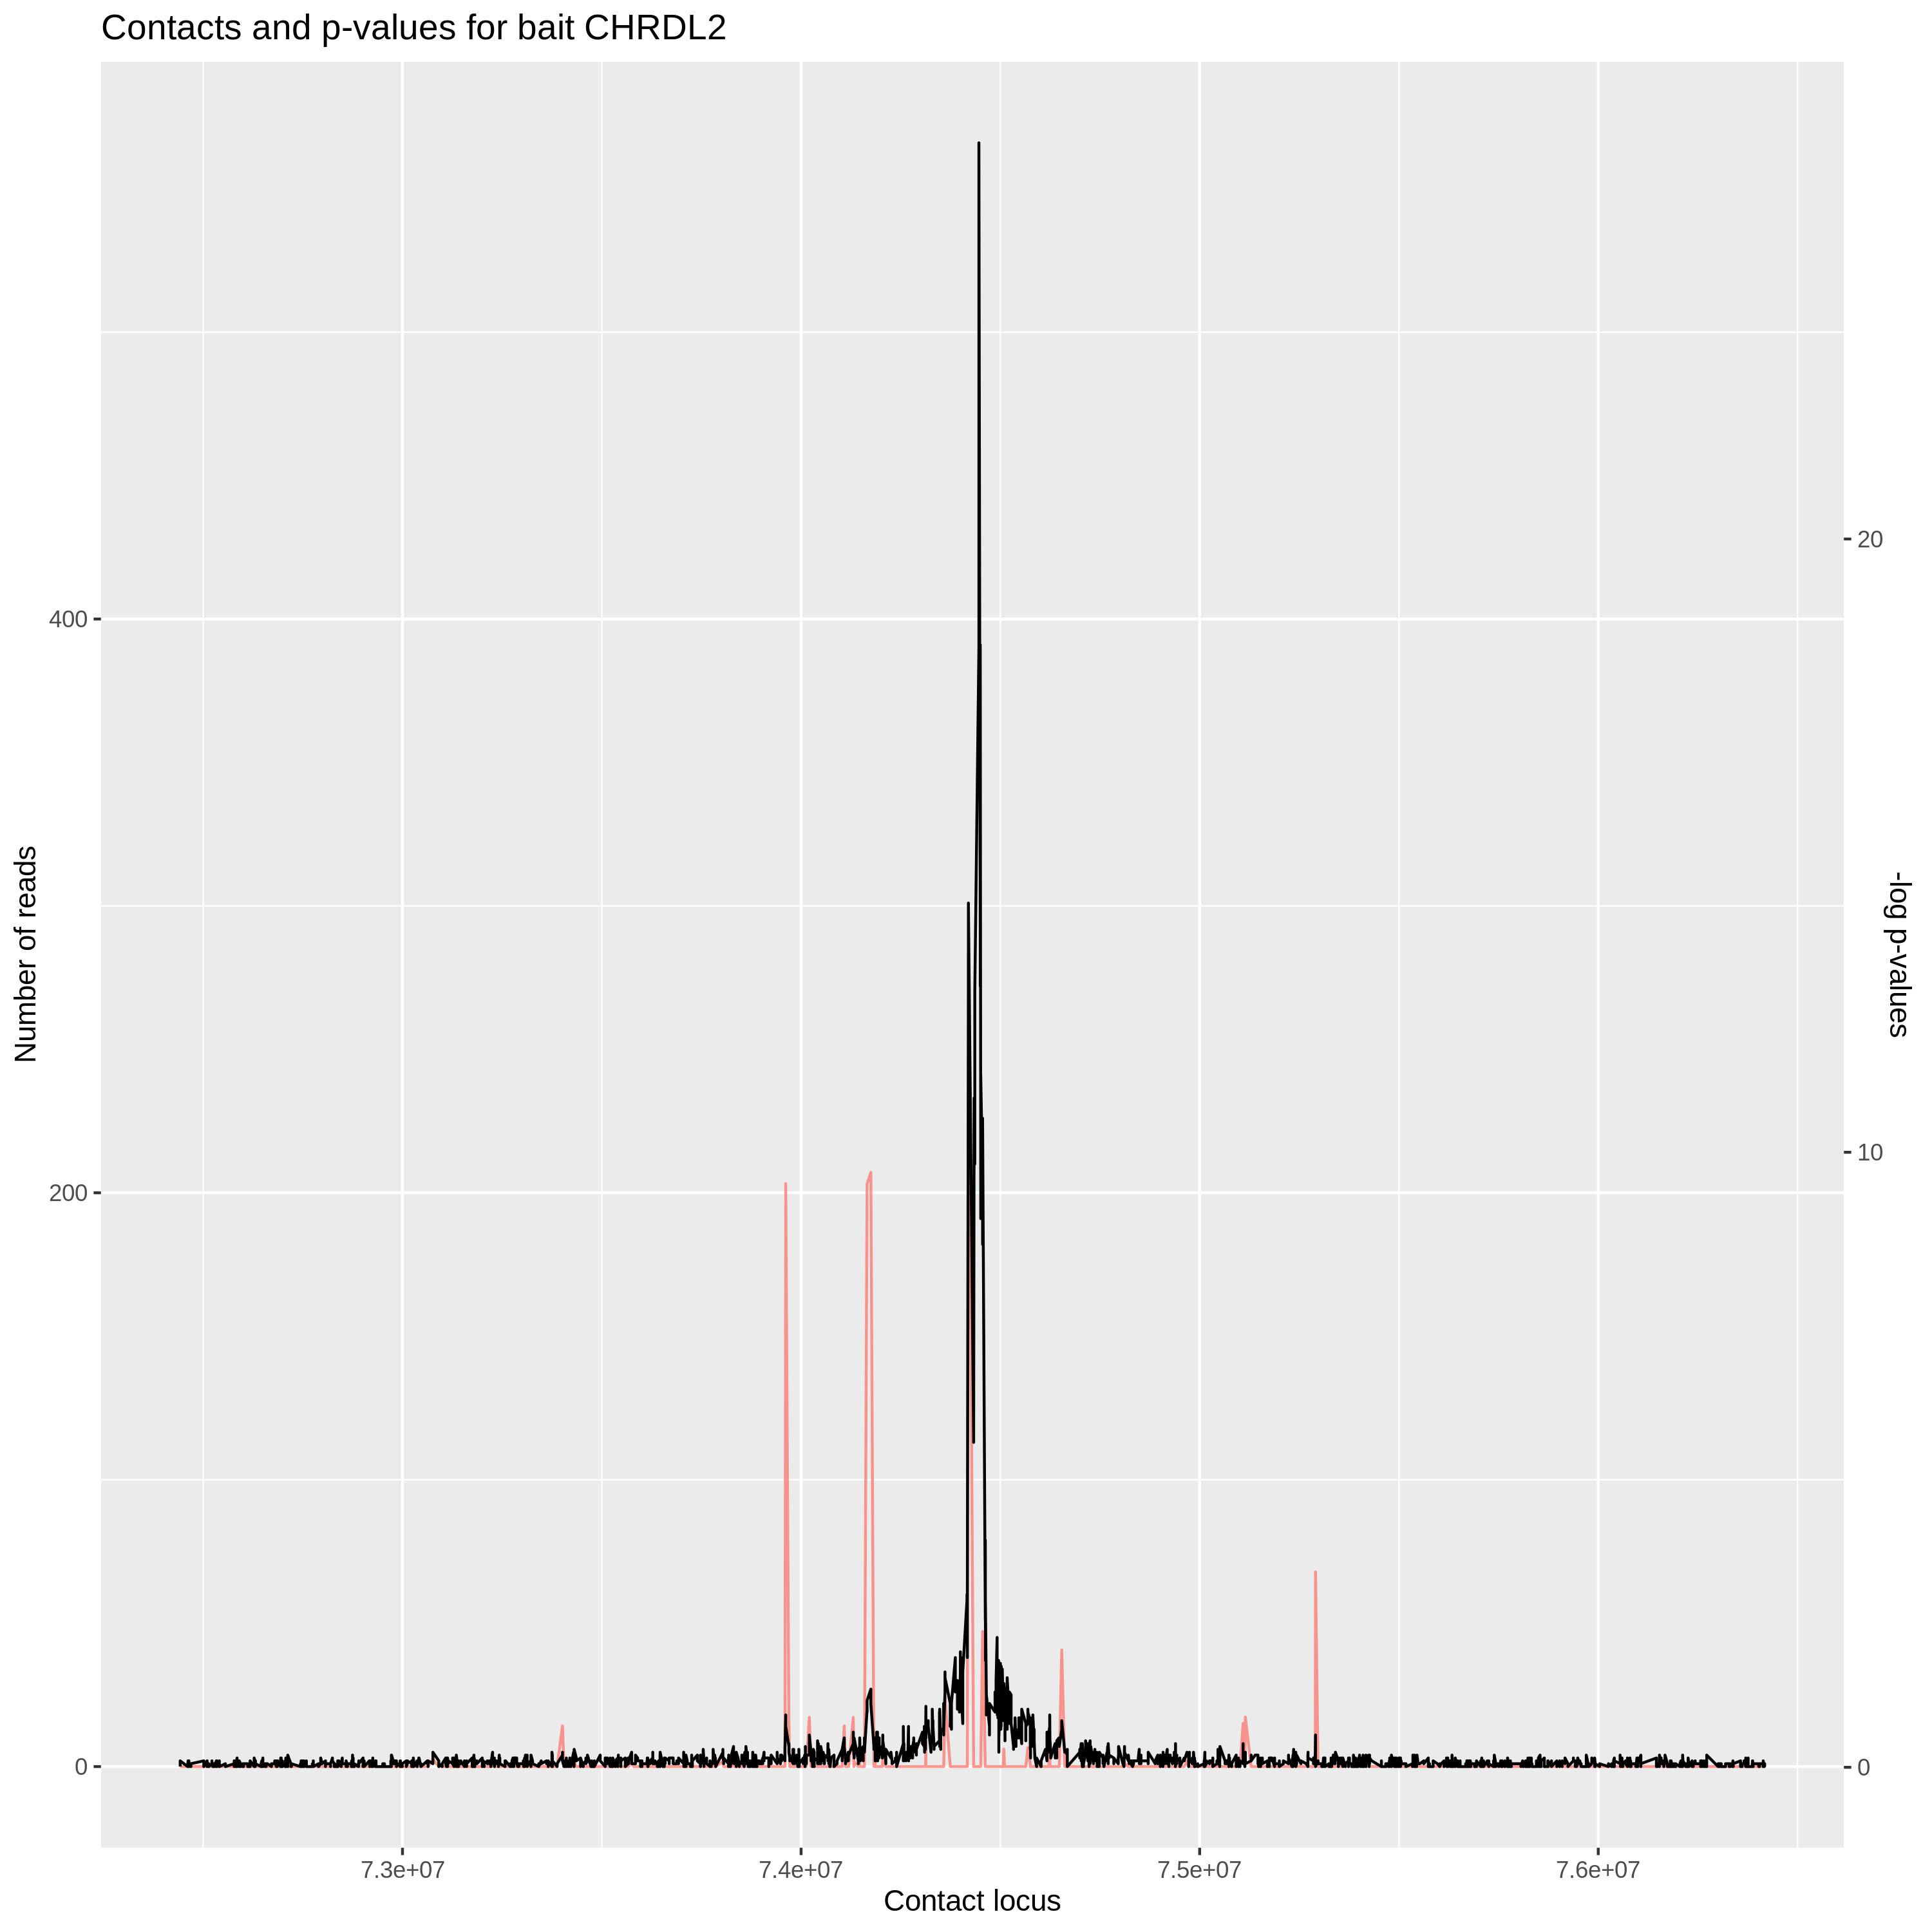 Contacts and p-values for bait CHRDL2
Number of reads
400
200
0
20
10
0
-log p-values
7.3e+07
7.4e+07
7.5e+07
7.6e+07
Contact locus